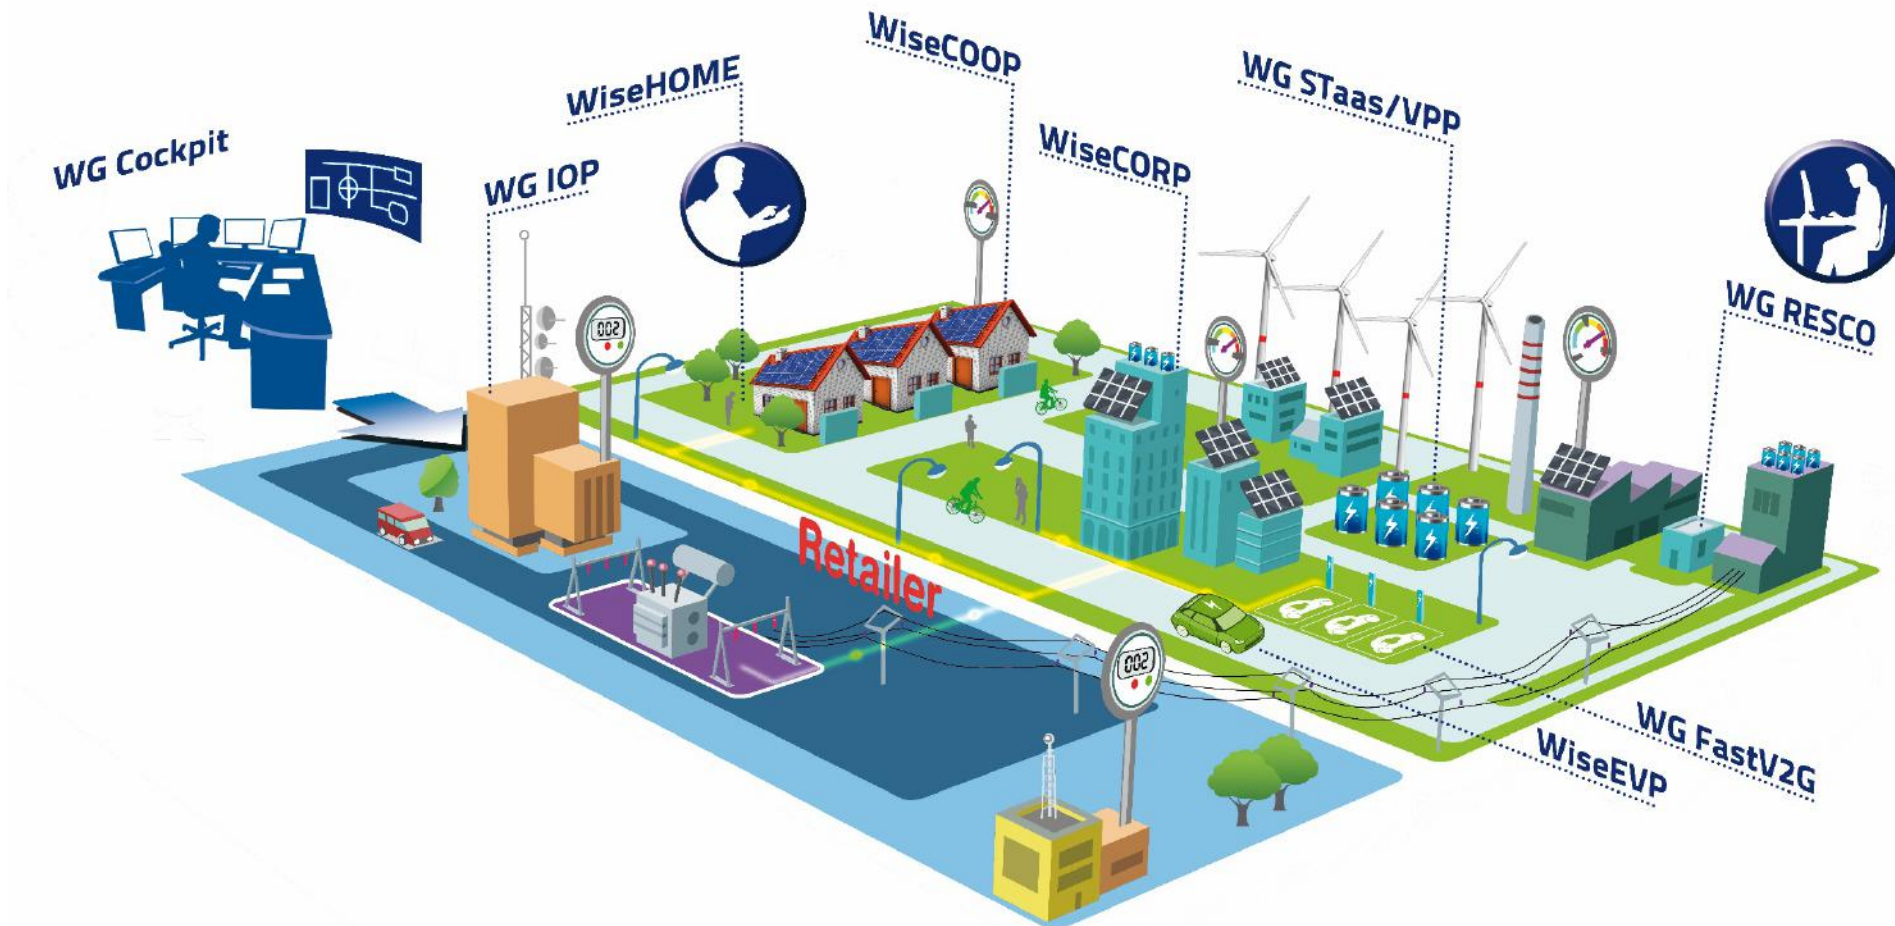 WiseCOOP
WiseHOME
WG STaas/VPP
WG Cockpit
WG IOP
WiseCORP
WG RESCO
002
Retailer
002
WG FastV2G
WiseEVP